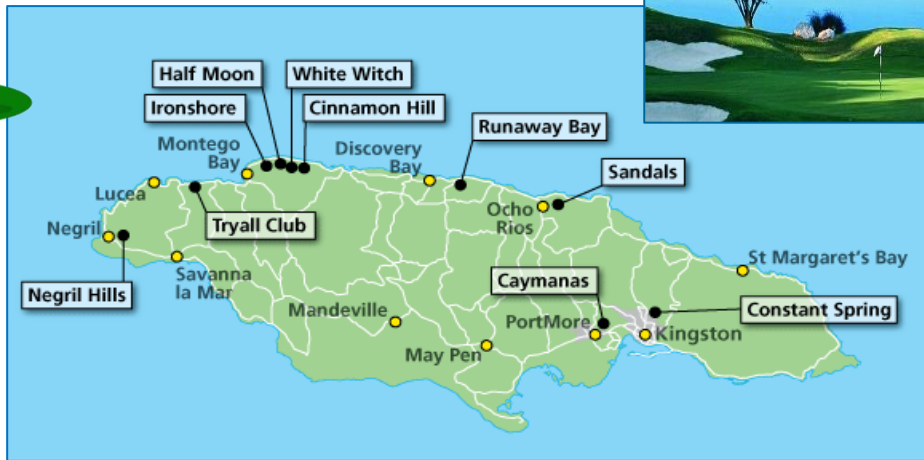 Half Moon
White Witch
Ironshore
Cinnamon Hill
Montego
Bay
Discovery
Bay
Runaway Bay
Lucea
Sandals
Tryall Club
Ocho
Rios
Negril
St Margaret's Bay
Savanna
la Mar
Caymanas
Negril Hills
Mandeville
PortMore
Constant Spring
Kingston
May Pen